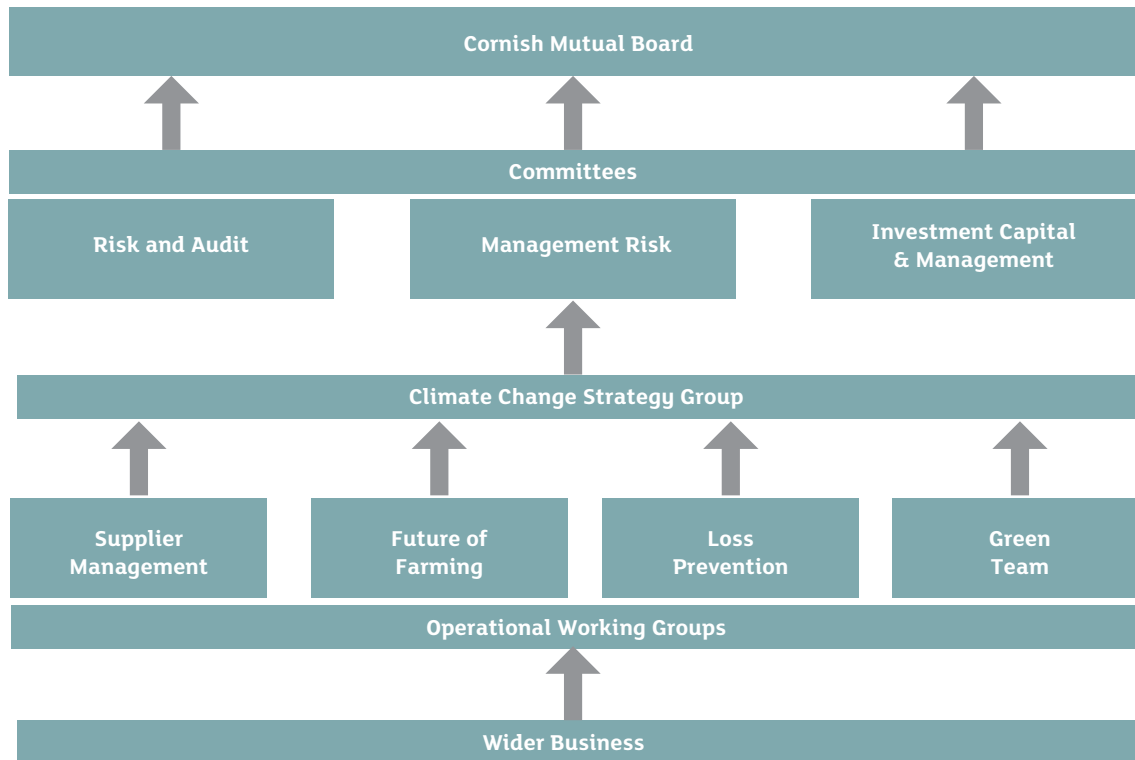 Cornish Mutual Board
Committees
Risk and Audit
Management Risk
Investment Capital
& Management
Climate Change Strategy Group
Supplier
Management
Future of
Farming
Loss
Prevention
Green
Team
Operational Working Groups
Wider Business